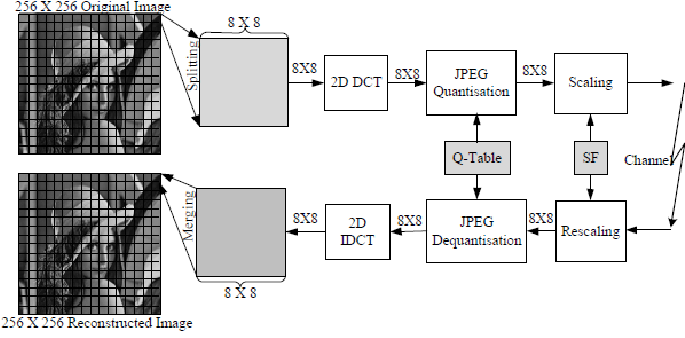 256 X 256 Original Image
8 X 8
Splitting
8X8
2D DCT
8X8
JPEG
Quantisation
8X8
Scaling
Q-Table
SF
Channel
Merging
8X8
2D
IDCT
8X8
JPEG
Dequantisation
8X8
Rescaling
8 X 8
256 X 256 Reconstructed Image